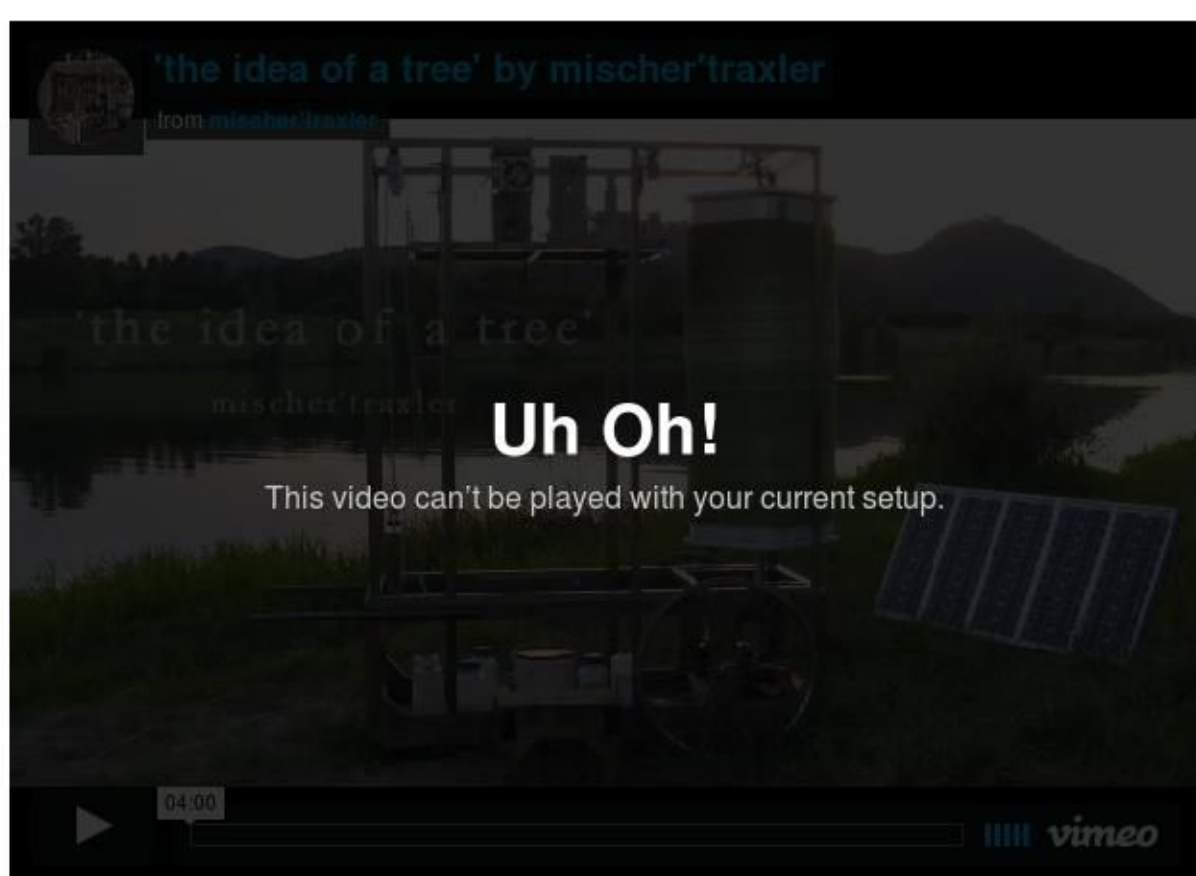 'the idea of a tree' by mischer'traxler
from mischer'traxler
'the idea of a tree'
mischer'traxler
Uh Oh!
This video can't be played with your current setup.
04:00
vimeo